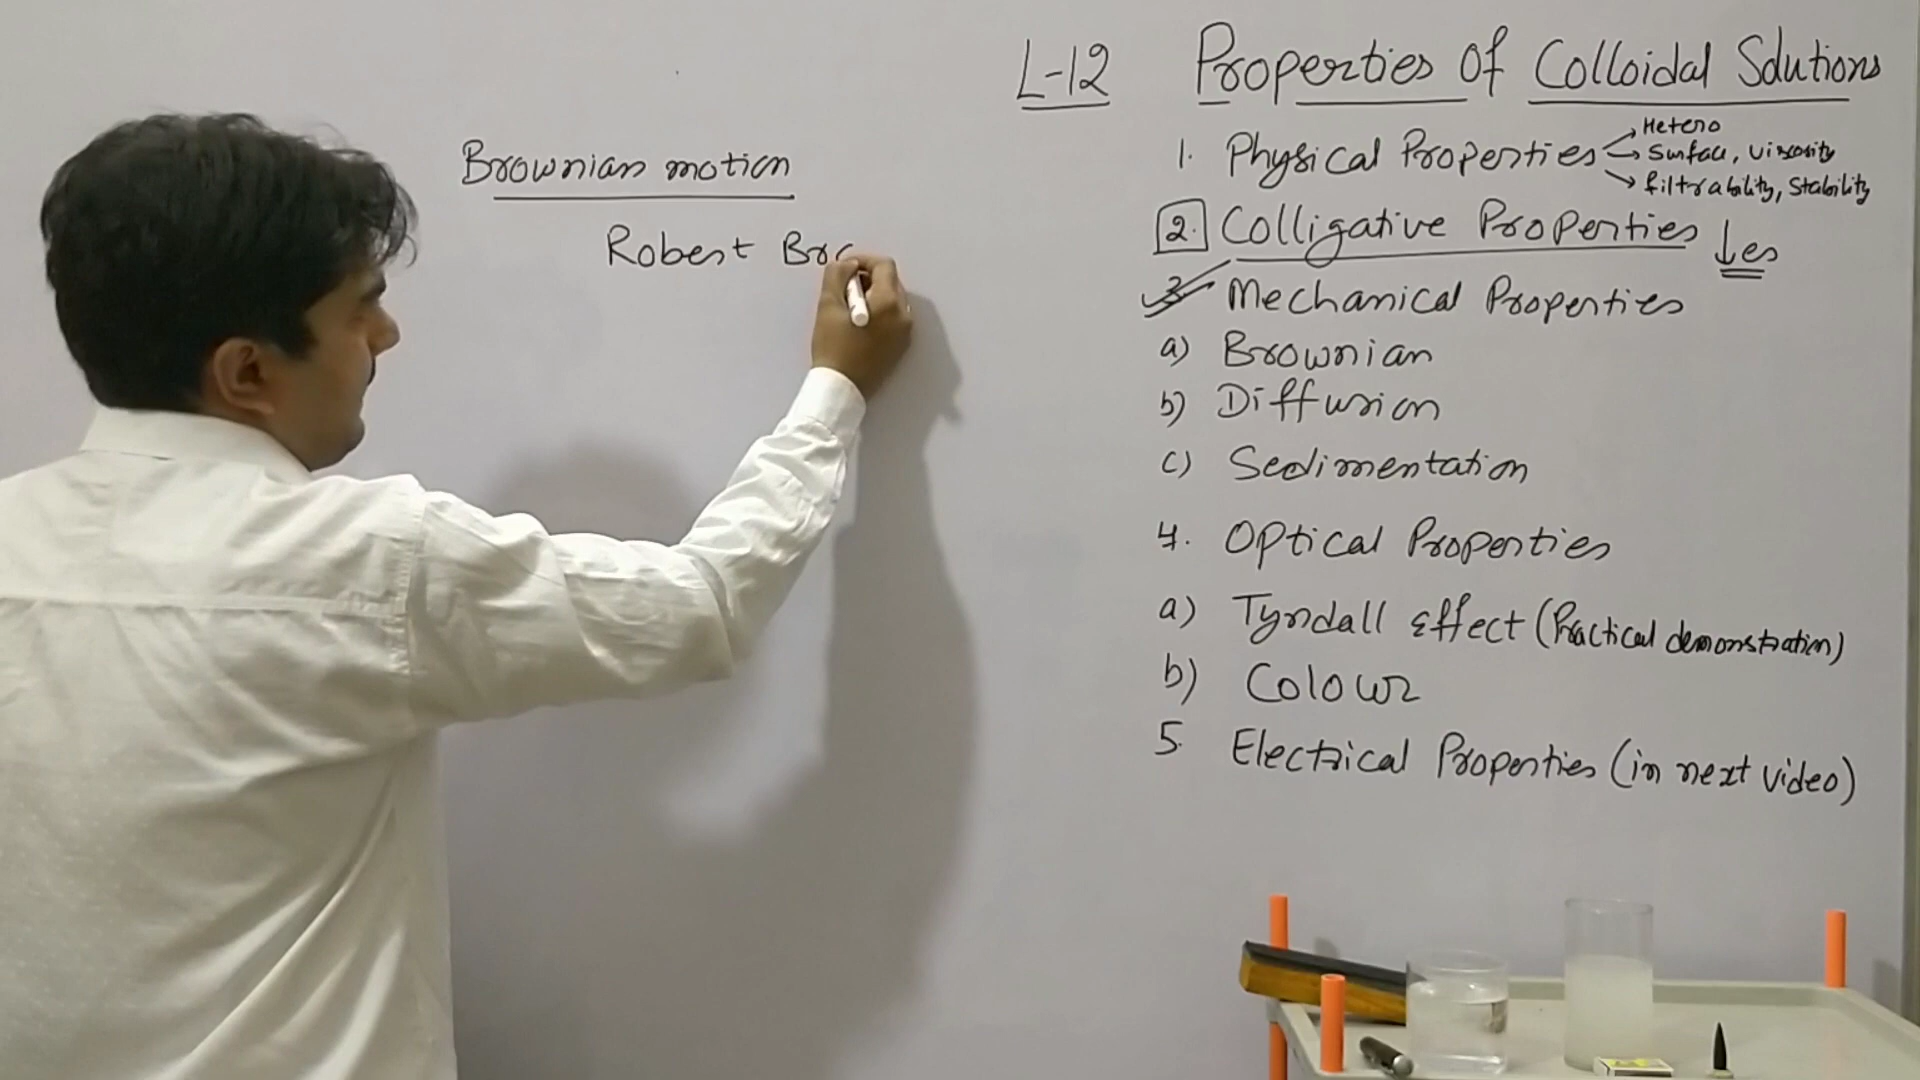 Brownian motion
Robert Bro
L-12 Properties Of Colloidal Solutions
1. Physical Properties → Hetero
→ Surface, Viscosity
→ filtrability, Stability
2. Colligative Properties ↓es
3 Mechanical Properties
a) Brownian
b) Diffusion
c) Sedimentation
4. Optical Properties
a) Tyndall Effect (Practical demonstration)
b) Colour
5. Electrical Properties (in next video)